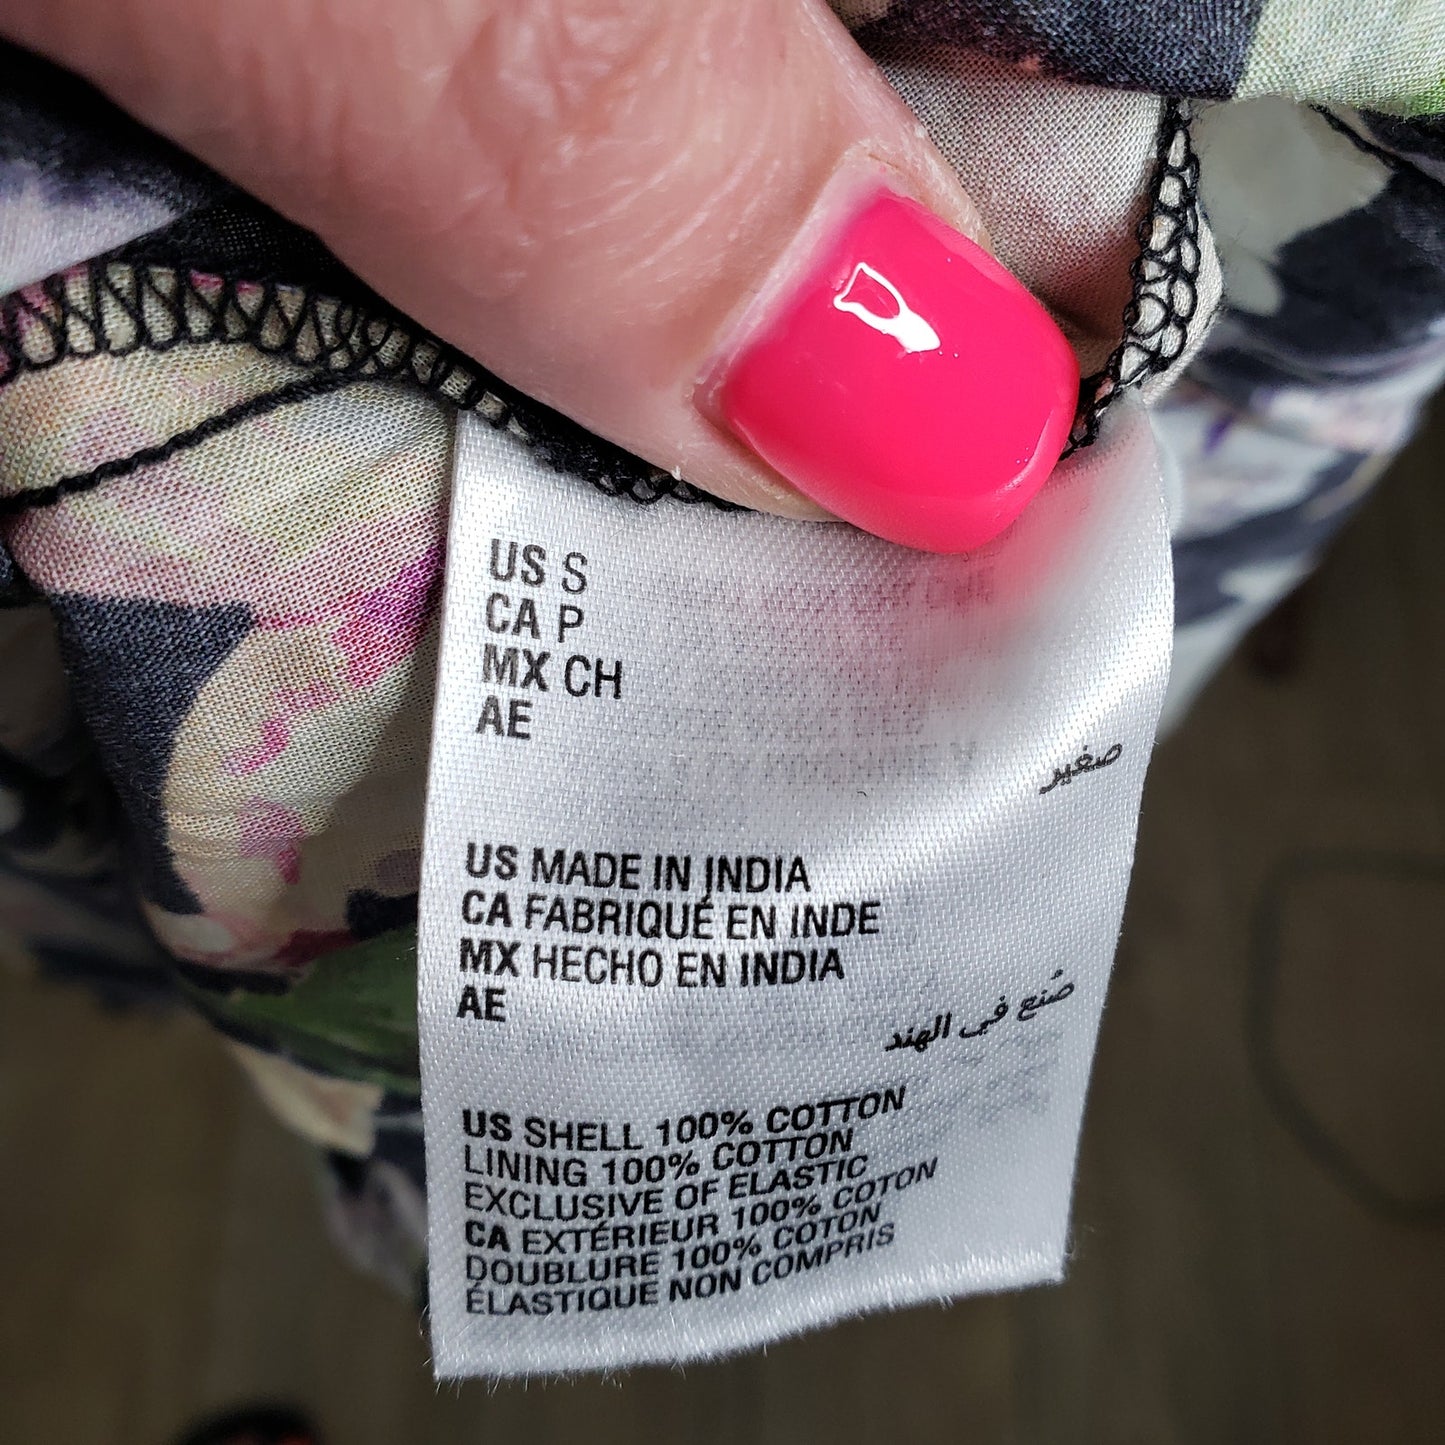 US S
CA P
MX CH
AE
صغير
US MADE IN INDIA
CA FABRIQUÉ EN INDE
MX HECHO EN INDIA
AE
صُنع في الهند
US SHELL 100% COTTON
LINING 100% COTTON
EXCLUSIVE OF ELASTIC
CA EXTÉRIEUR 100% COTON
DOUBLURE 100% COTON
ÉLASTIQUE NON COMPRIS